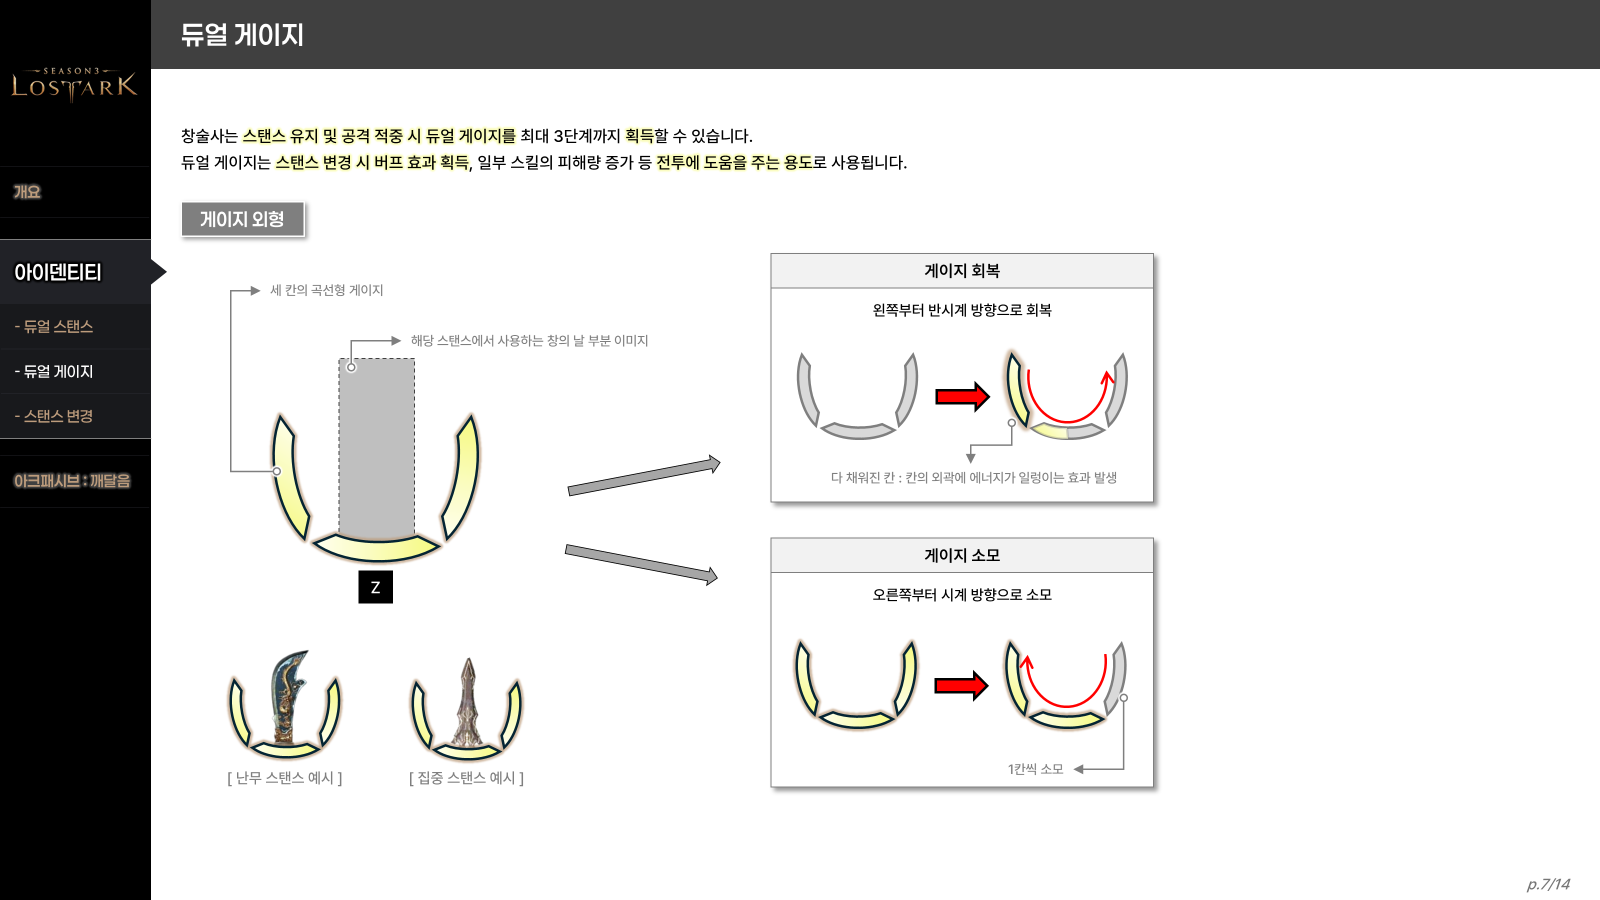 듀얼 게이지
SEASON3
LOSTARK
개요
아이덴티티
- 듀얼 스탠스
- 듀얼 게이지
- 스탠스 변경
아크패시브 : 깨달음
창술사는 스탠스 유지 및 공격 적중 시 듀얼 게이지를 최대 3단계까지 획득할 수 있습니다.
듀얼 게이지는 스탠스 변경 시 버프 효과 획득, 일부 스킬의 피해량 증가 등 전투에 도움을 주는 용도로 사용됩니다.
게이지 외형
세 칸의 곡선형 게이지
해당 스탠스에서 사용하는 창의 날 부분 이미지
Z
[ 난무 스탠스 예시 ]
[ 집중 스탠스 예시 ]
게이지 회복
왼쪽부터 반시계 방향으로 회복
다 채워진 칸 : 칸의 외곽에 에너지가 일렁이는 효과 발생
게이지 소모
오른쪽부터 시계 방향으로 소모
1칸씩 소모
p.7/14